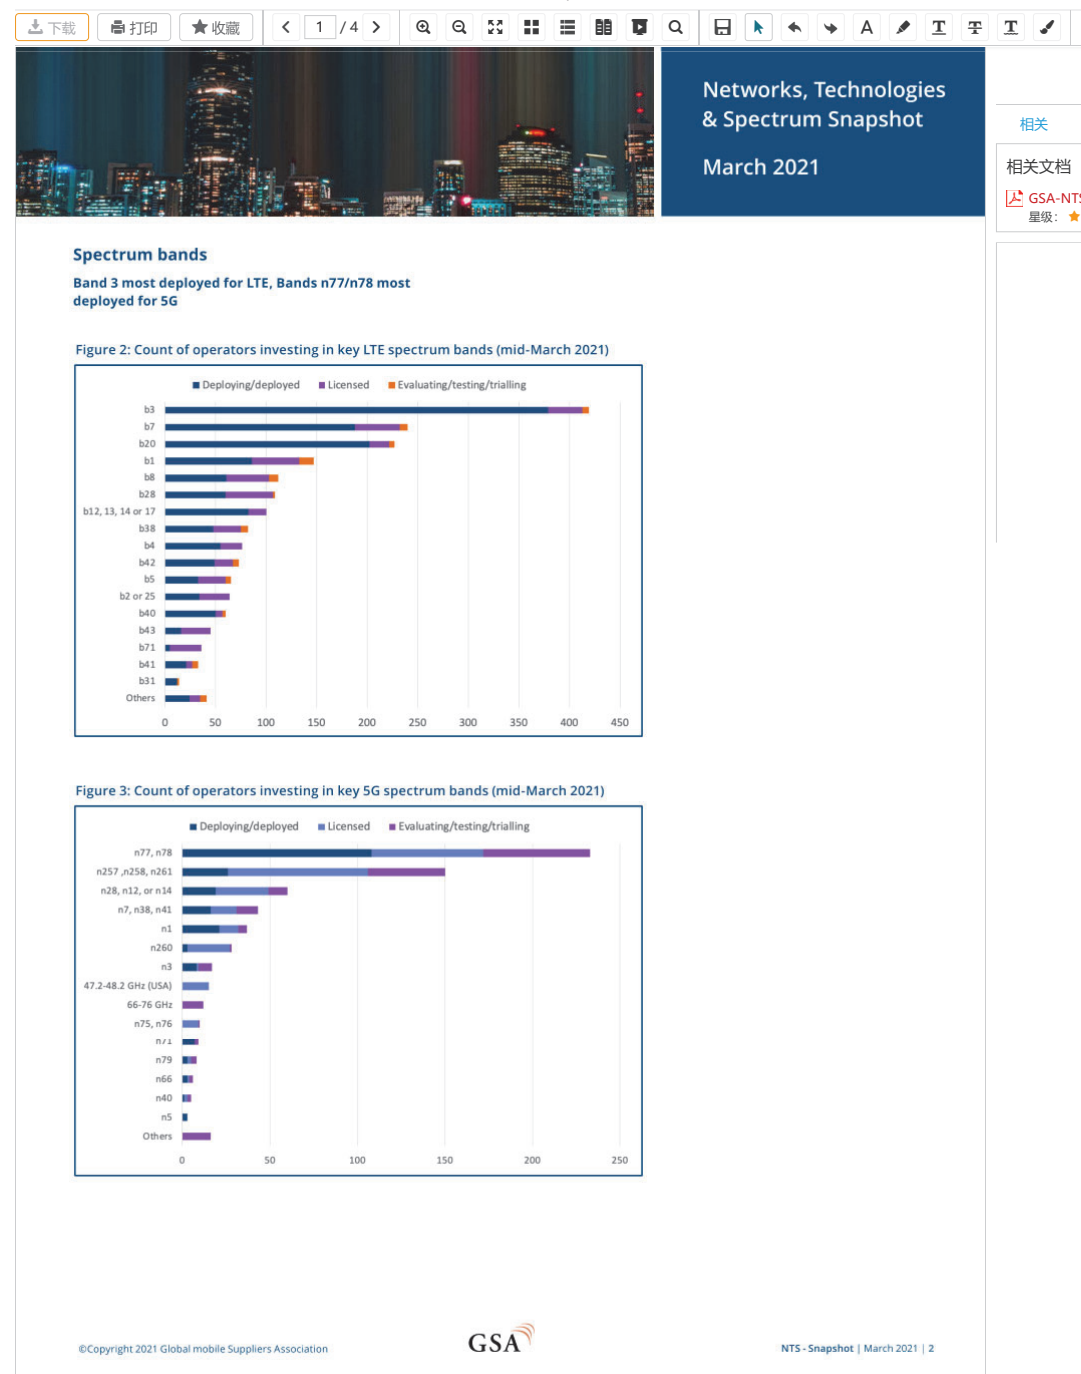 下载 打印 收藏 1 / 4
Networks, Technologies
& Spectrum Snapshot
March 2021
相关
相关文档
GSA-NTS
星级：
Spectrum bands
Band 3 most deployed for LTE, Bands n77/n78 most
deployed for 5G
Figure 2: Count of operators investing in key LTE spectrum bands (mid-March 2021)
Deploying/deployed Licensed Evaluating/testing/trialling
b3
b7
b20
b1
b8
b28
b12, 13, 14 or 17
b38
b4
b42
b5
b2 or 25
b40
b43
b71
b41
b31
Others
0 50 100 150 200 250 300 350 400 450
Figure 3: Count of operators investing in key 5G spectrum bands (mid-March 2021)
Deploying/deployed Licensed Evaluating/testing/trialling
n77, n78
n257 ,n258, n261
n28, n12, or n14
n7, n38, n41
n1
n260
n3
47.2-48.2 GHz (USA)
66-76 GHz
n75, n76
n71
n79
n66
n40
n5
Others
0 50 100 150 200 250
©Copyright 2021 Global mobile Suppliers Association
GSA
NTS - Snapshot | March 2021 | 2